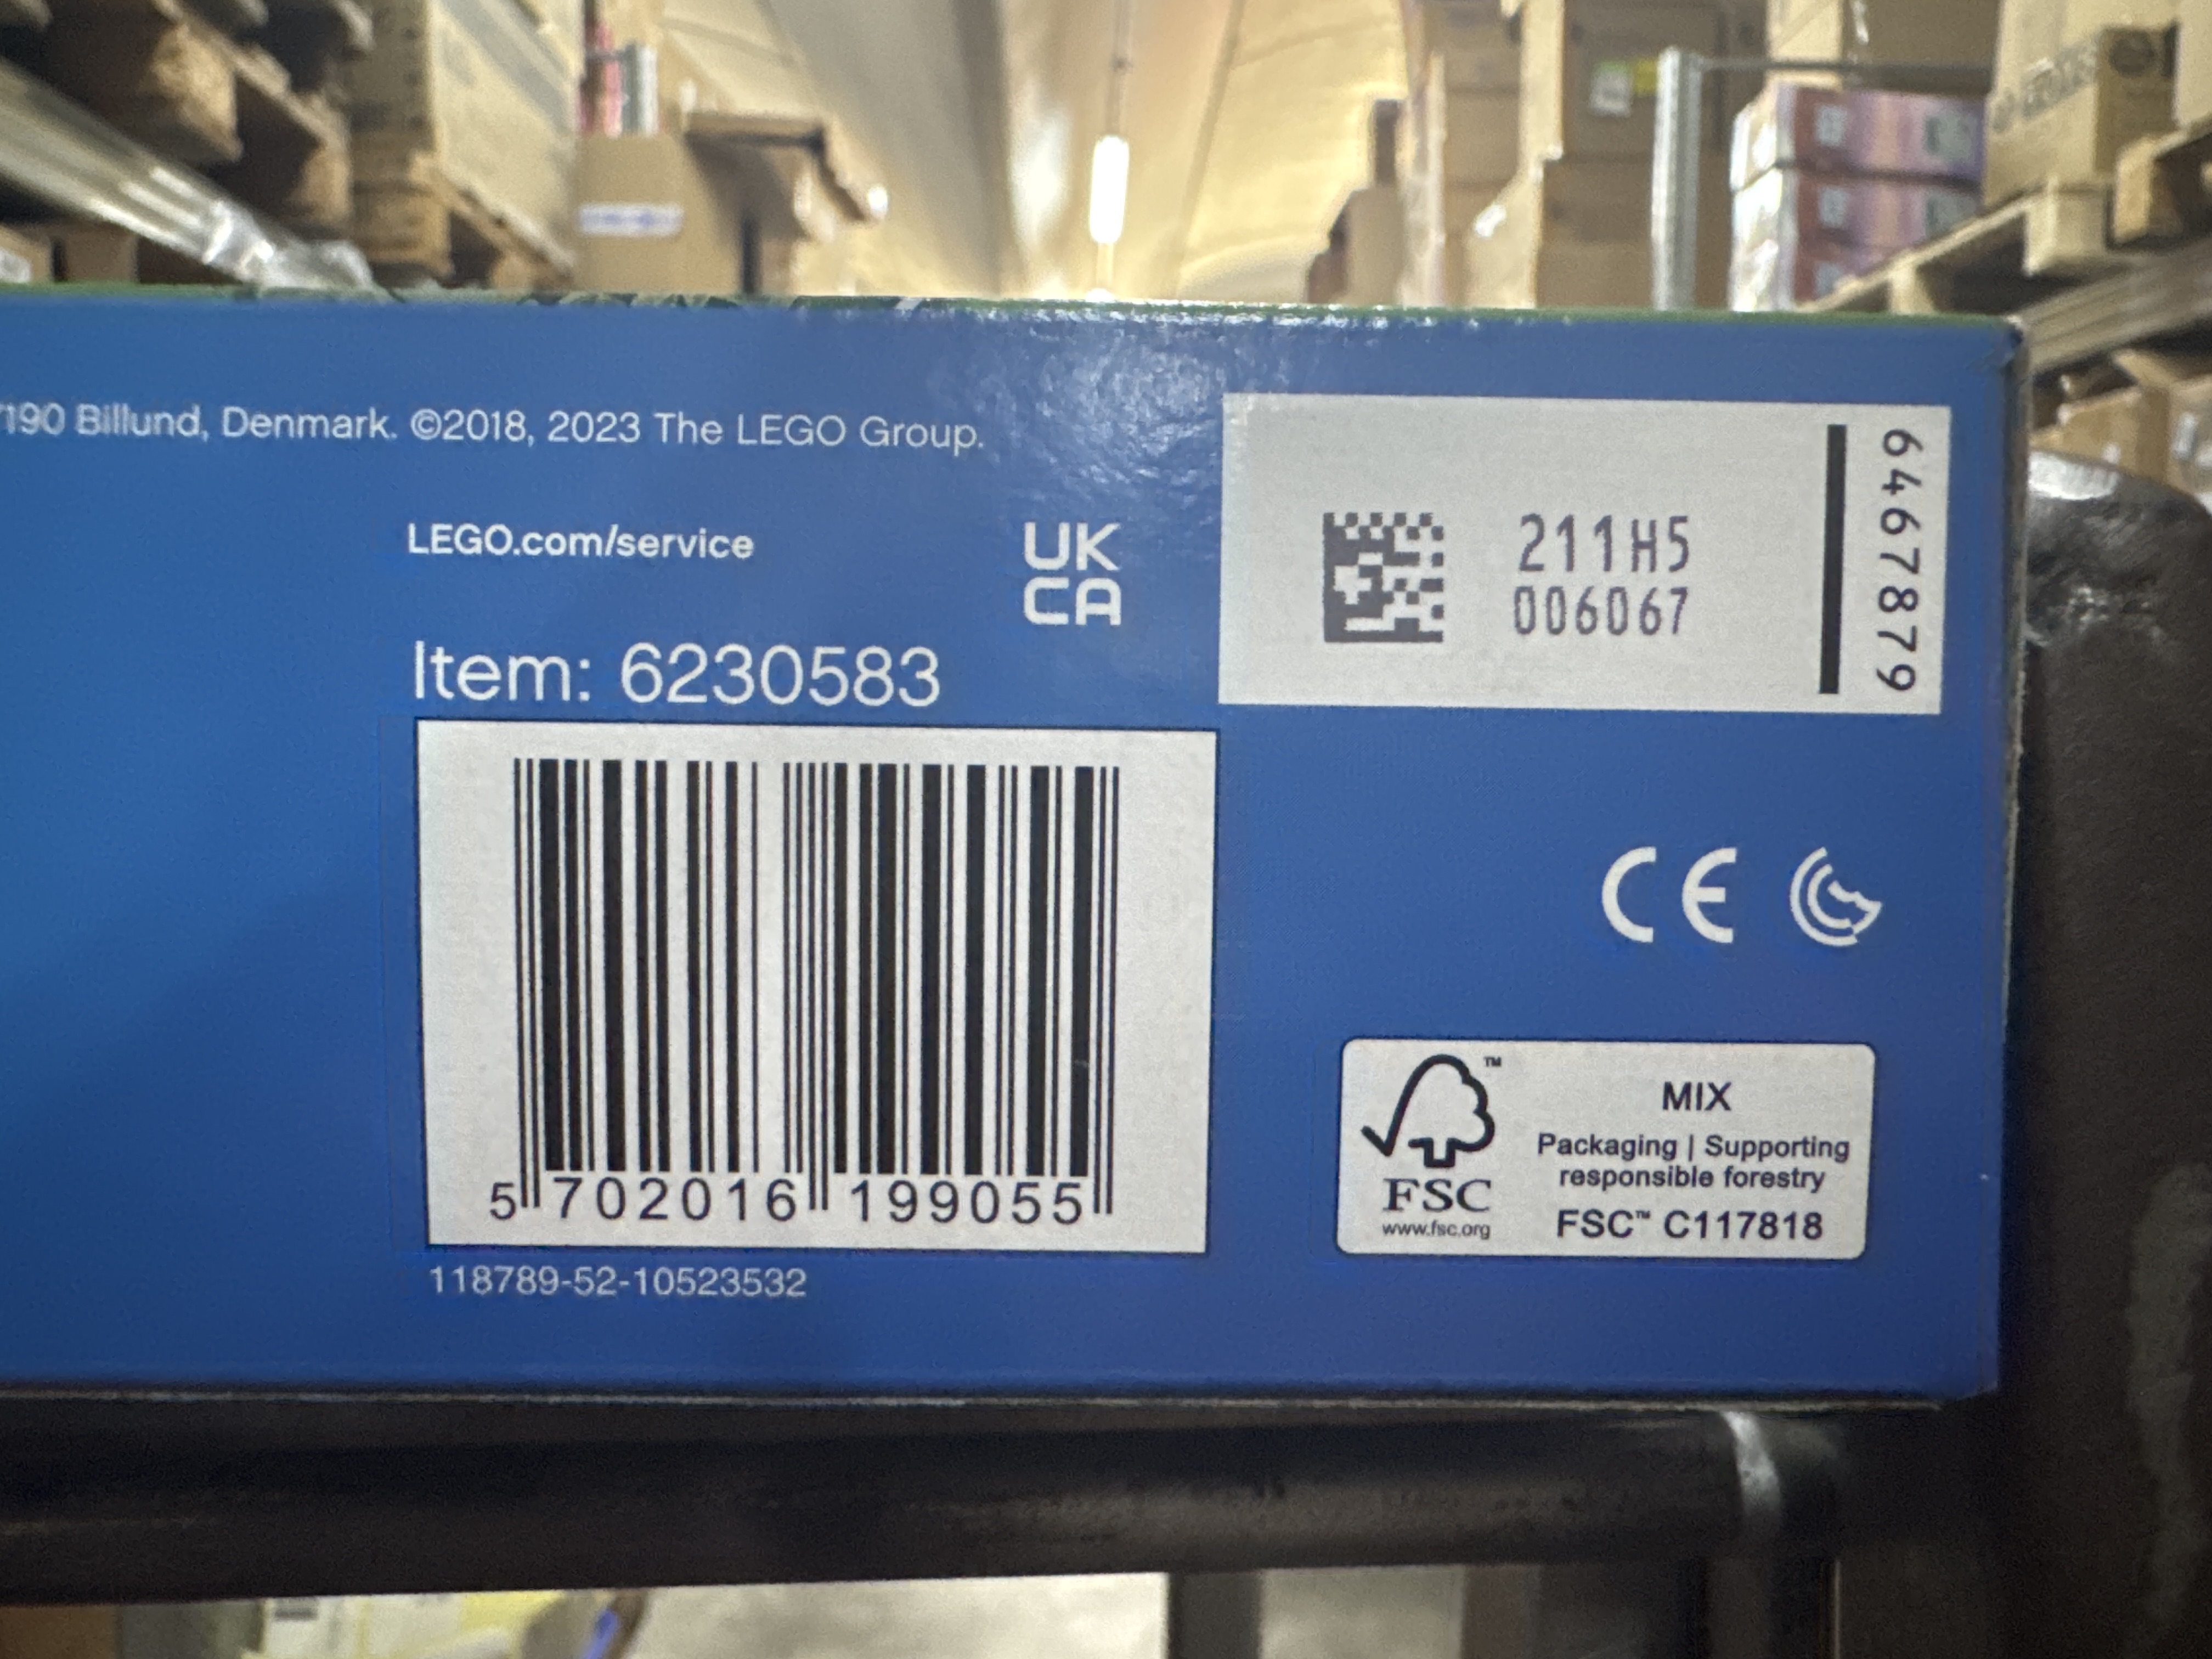 190 Billund, Denmark. ©2018, 2023 The LEGO Group.
LEGO.com/service
UK
CA
Item: 6230583
211H5
006067
6467879
5 702016 199055
118789-52-10523532
CE
FSC™
www.fsc.org
MIX
Packaging | Supporting
responsible forestry
FSC™ C117818